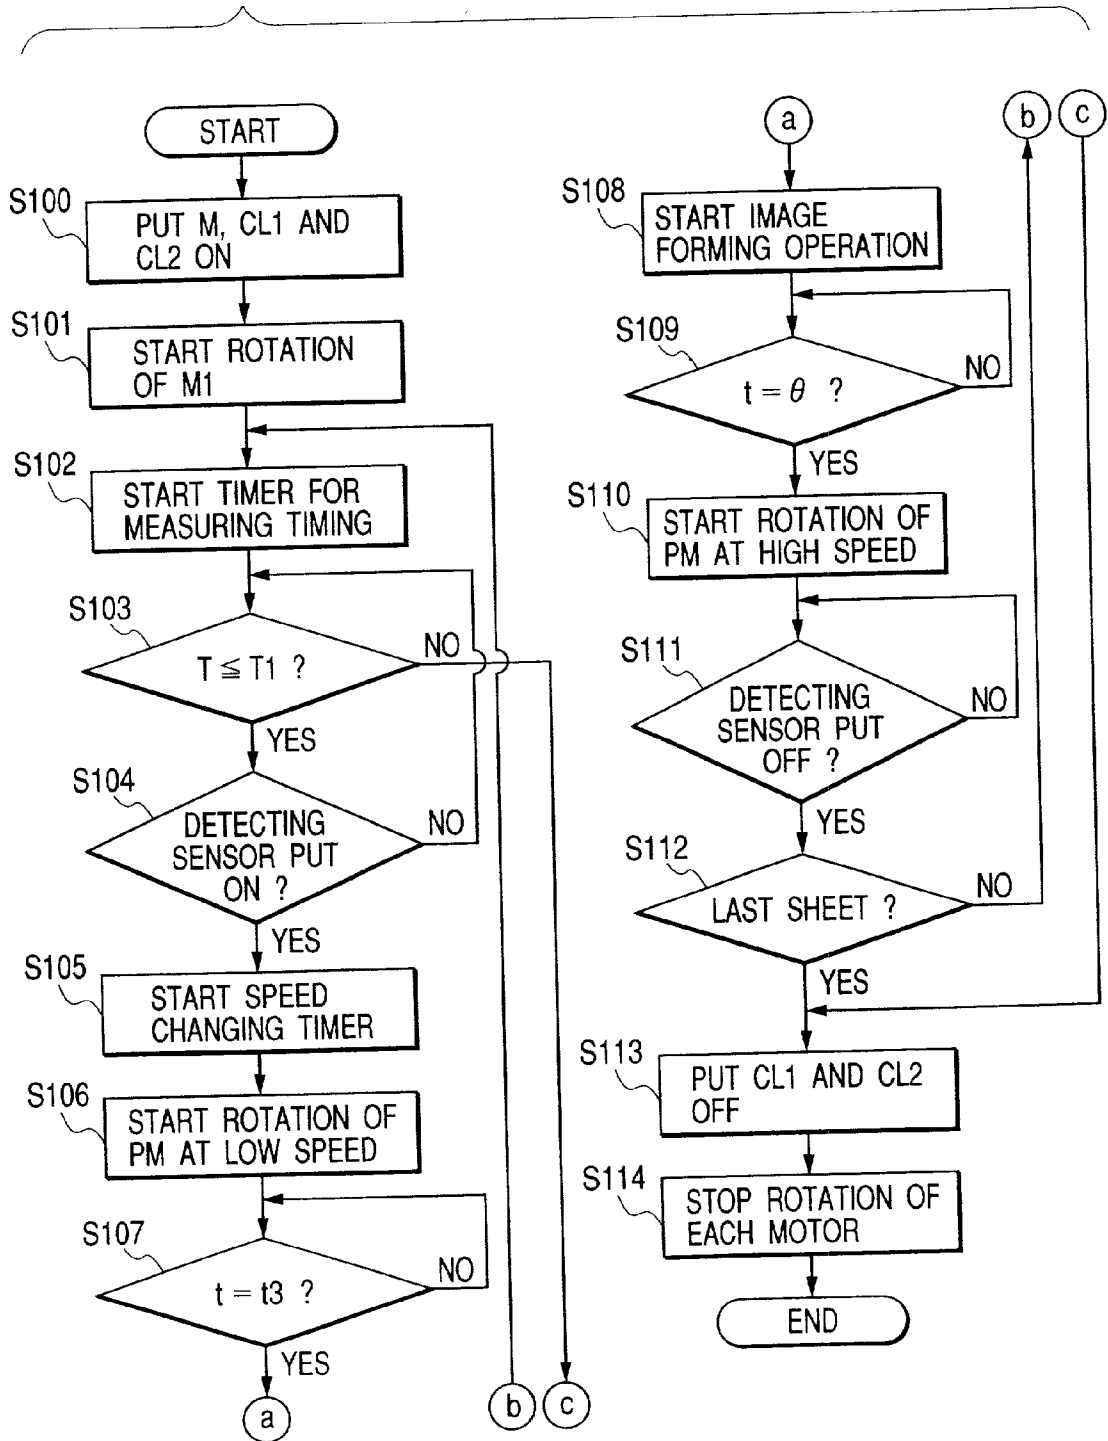 START
S100
PUT M, CL1 AND
CL2 ON
S101
START ROTATION
OF M1
S102
START TIMER FOR
MEASURING TIMING
S103
T ≦ T1 ?
NO
YES
S104
DETECTING
SENSOR PUT
ON ?
NO
YES
S105
START SPEED
CHANGING TIMER
S106
START ROTATION OF
PM AT LOW SPEED
S107
t = t3 ?
NO
YES
a
b
c
a
b
c
S108
START IMAGE
FORMING OPERATION
S109
t = θ ?
NO
YES
S110
START ROTATION OF
PM AT HIGH SPEED
S111
DETECTING
SENSOR PUT
OFF ?
NO
YES
S112
LAST SHEET ?
NO
YES
S113
PUT CL1 AND CL2
OFF
S114
STOP ROTATION OF
EACH MOTOR
END